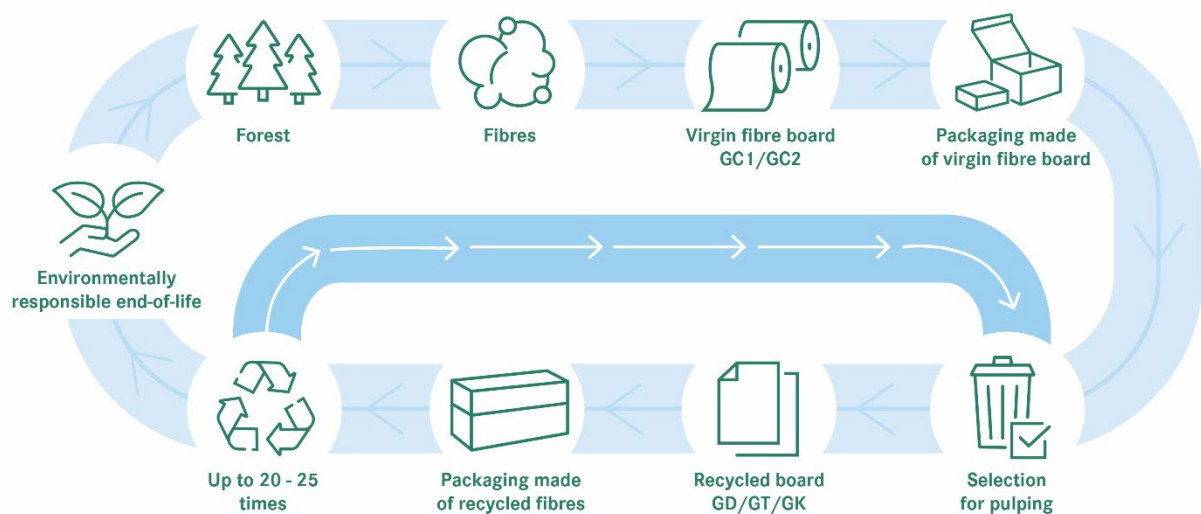 Forest
Fibres
Virgin fibre board
GC1/GC2
Packaging made
of virgin fibre board
Environmentally
responsible end-of-life
Up to 20 - 25
times
Packaging made
of recycled fibres
Recycled board
GD/GT/GK
Selection
for pulping